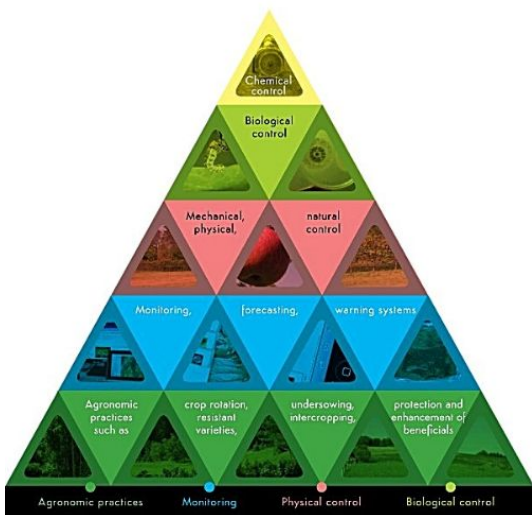 Chemical
control
Biological
control
Mechanical,
physical,
natural
control
Monitoring,
forecasting,
warning systems
Agronomic
practices
such as
crop rotation,
resistant
varieties,
undersowing,
intercropping,
protection and
enhancement of
beneficials
Agronomic practices
Monitoring
Physical control
Biological control